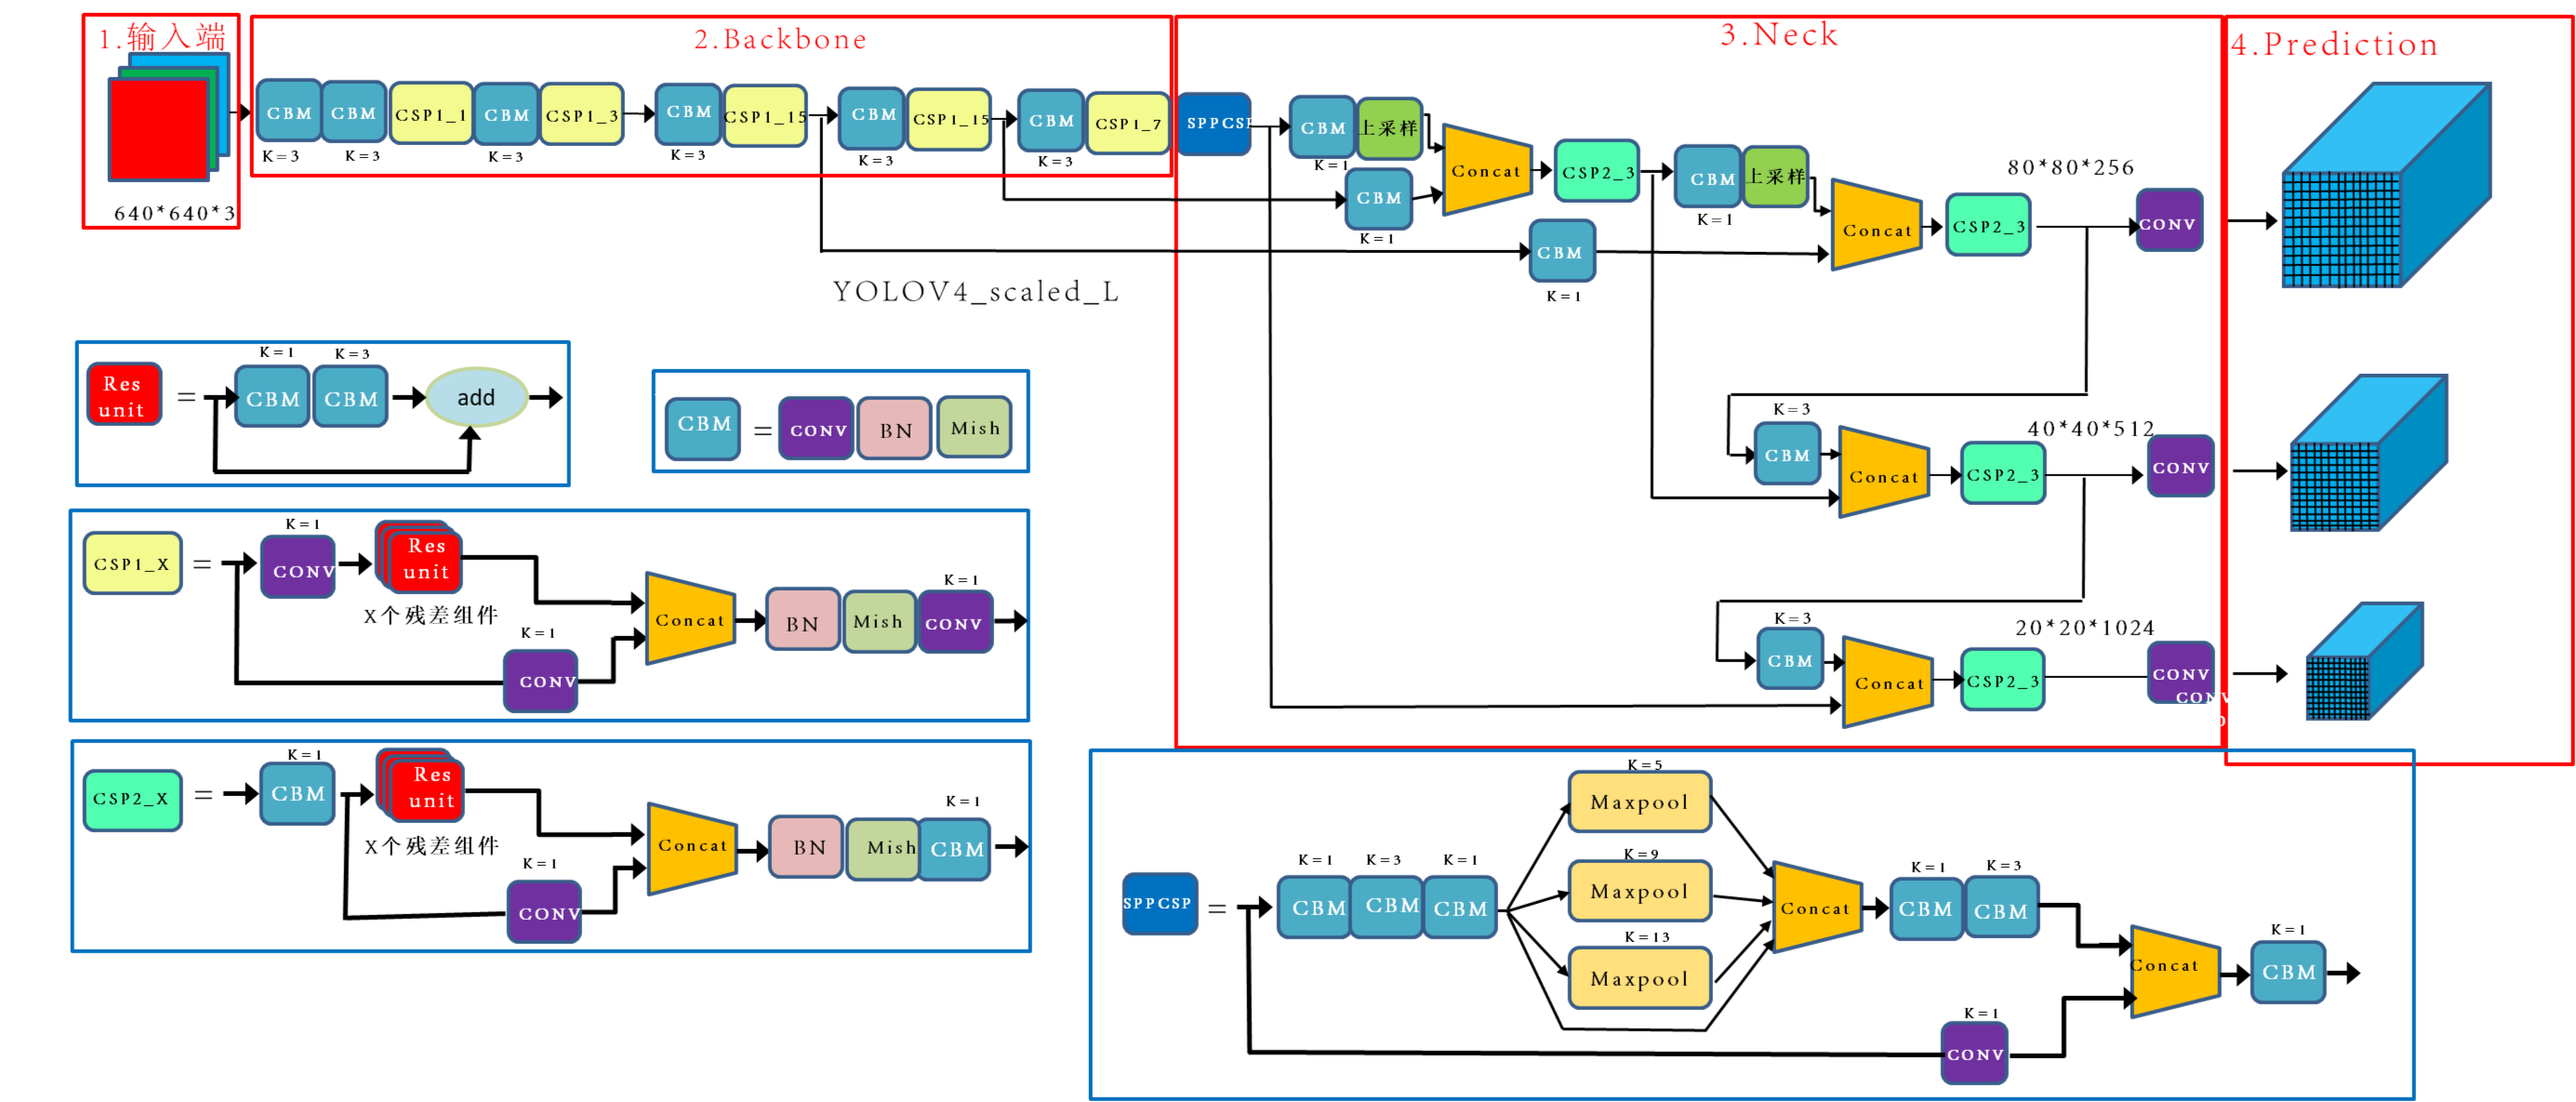 1.输入端
2.Backbone
3.Neck
4.Prediction
CBM
CBM
CSP1_1
CBM
CSP1_3
CBM
CSP1_15
CBM
CSP1_15
CBM
CSP1_7
K=3
K=3
K=3
K=3
K=3
K=3
640*640*3
SPPCSP
CBM
上采样
K=1
CBM
K=1
Concat
CSP2_3
CBM
上采样
K=1
CBM
K=1
Concat
CSP2_3
80*80*256
CONV
YOLOV4_scaled_L
K=3
CBM
Concat
CSP2_3
40*40*512
CONV
K=3
CBM
Concat
CSP2_3
20*20*1024
CONV
CONV
Res
unit
=
K=1
K=3
CBM
CBM
add
CBM
=
CONV
BN
Mish
CSP1_X
=
K=1
CONV
Res
unit
X个残差组件
K=1
CONV
Concat
BN
Mish
K=1
CONV
CSP2_X
=
K=1
CBM
Res
unit
X个残差组件
K=1
CONV
Concat
BN
Mish
K=1
CBM
SPPCSP
=
K=1
K=3
K=1
CBM
CBM
CBM
K=5
Maxpool
K=9
Maxpool
K=13
Maxpool
Concat
K=1
K=3
CBM
CBM
K=1
CONV
Concat
K=1
CBM